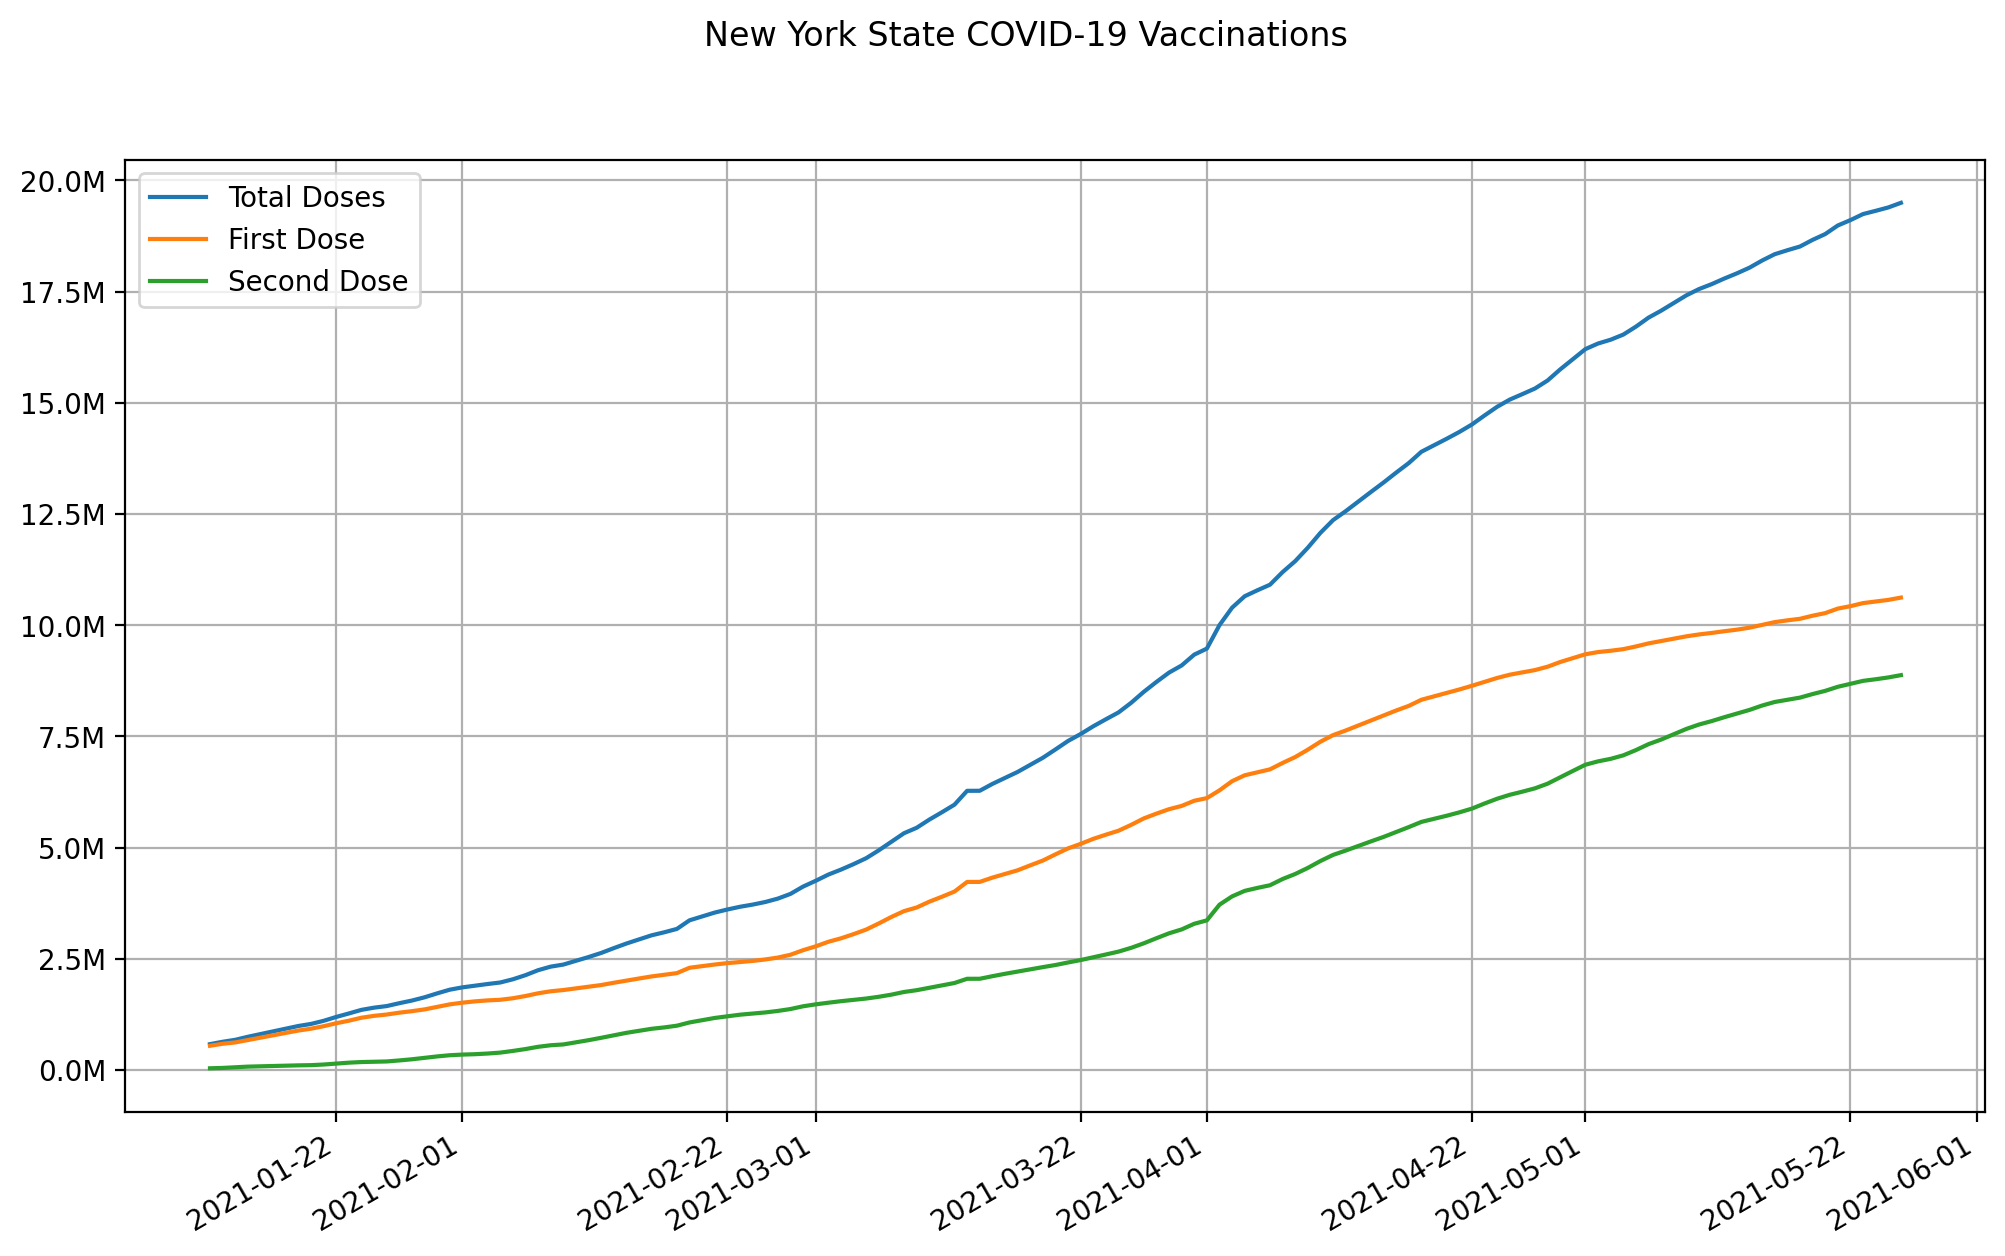 New York State COVID-19 Vaccinations
20.0M
17.5M
15.0M
12.5M
10.0M
7.5M
5.0M
2.5M
0.0M
Total Doses
First Dose
Second Dose
2021-01-22
2021-02-01
2021-02-22
2021-03-01
2021-03-22
2021-04-01
2021-04-22
2021-05-01
2021-05-22
2021-06-01